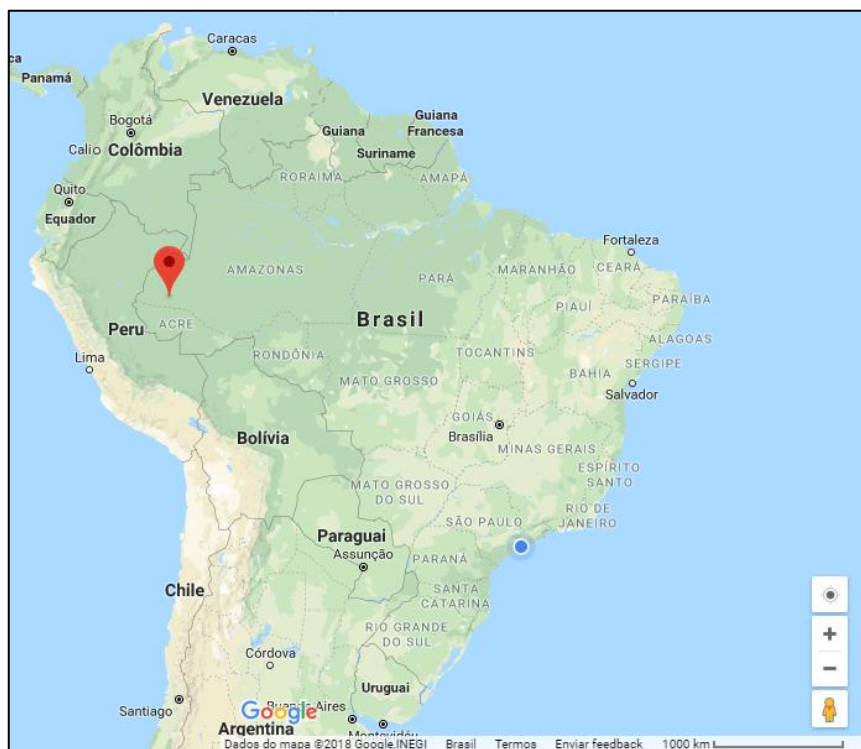 Caracas
ca
Panamá
Venezuela
Guiana
Guiana
Francesa
Bogotá
Cali
Colômbia
Suriname
RORAIMA
AMAPÁ
Quito
Equador
Fortaleza
AMAZONAS
PARÁ
MARANHÃO
CEARÁ
PIAUÍ
PARAÍBA
Brasil
ACRE
Peru
ALAGOAS
Lima
RONDÔNIA
TOCANTINS
SERGIPE
MATO GROSSO
BAHIA
Salvador
GOIÁS
Brasília
Bolívia
MINAS GERAIS
ESPÍRITO
SANTO
MATO GROSSO
DO SUL
RIO DE
JANEIRO
SÃO PAULO
Paraguai
Assunção
PARANÁ
Chile
SANTA
CATARINA
RIO GRANDE
DO SUL
Córdova
Uruguai
Santiago
Google
Buenos Aires
Argentina
Montevidéu
Dados do mapa ©2018 Google,INEGI Brasil Termos Enviar feedback 1000 km